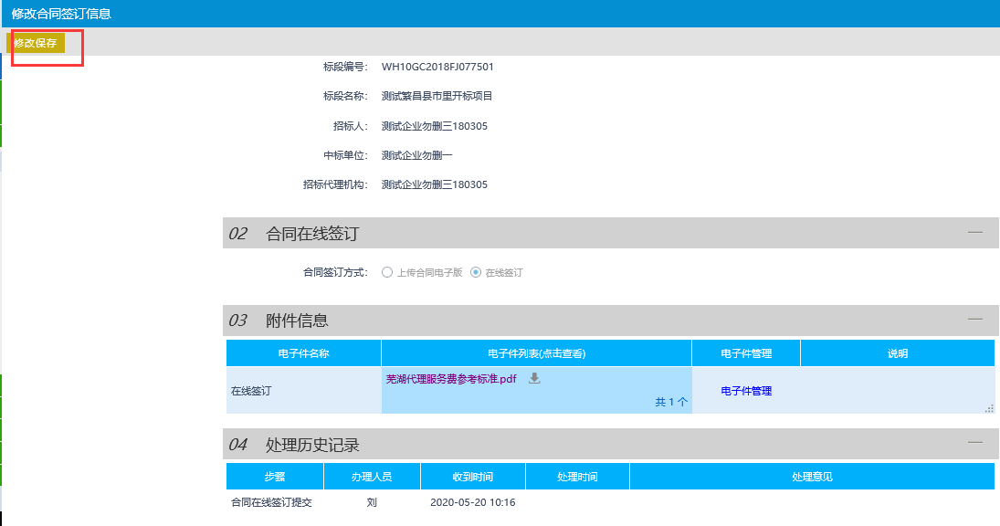 修改合同签订信息
修改保存
标段编号： WH10GC2018FJ077501
标段名称： 测试繁昌县市里开标项目
招标人： 测试企业勿删三180305
中标单位： 测试企业勿删一
招标代理机构： 测试企业勿删三180305
02 合同在线签订
合同签订方式： 上传合同电子版 在线签订
03 附件信息
电子件名称 电子件列表(点击查看) 电子件管理 说明
芜湖代理服务费参考标准.pdf
在线签订 电子件管理
共 1 个
04 处理历史记录
步骤 办理人员 收到时间 处理时间 处理意见
合同在线签订提交 刘 2020-05-20 10:16